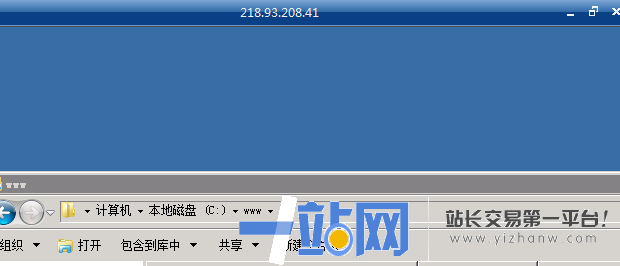 218.93.208.41
www
计算机 本地磁盘 (C:) www
组织 打开 包含到库中 共享 新建
一站网
站长交易第一平台!
www.yizhanw.com